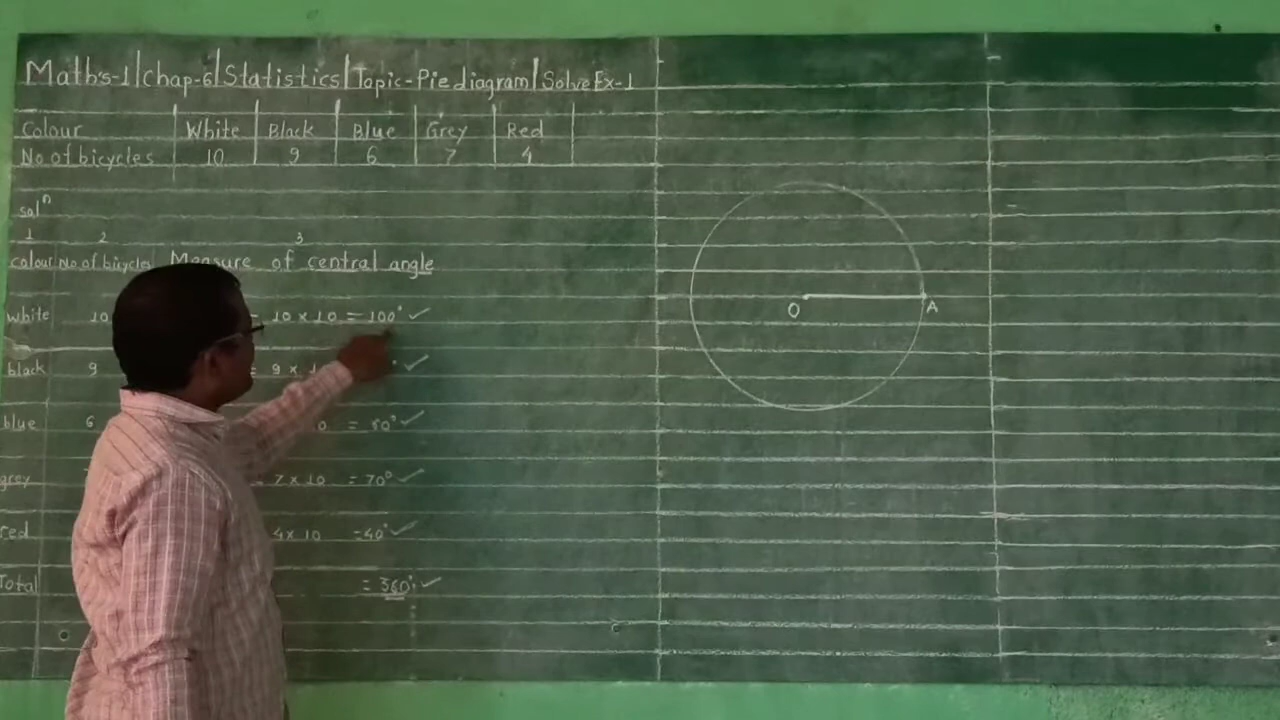 Math's-1|Chap-6|Statistics|Topic-Pie diagram|Solve Ex-1
Colour White Black Blue Grey Red
No of bicycles 10 9 6 7 4
solⁿ
1 2 3
colour No. of bicycles Measure of central angle
white 10 = 10 × 10 = 100° ✓
black 9 = 9 × ° ✓
blue 6 0 = 60° ✓
grey = 7 × 10 = 70° ✓
red 4 × 10 = 40° ✓
Total = 360° ✓
O A